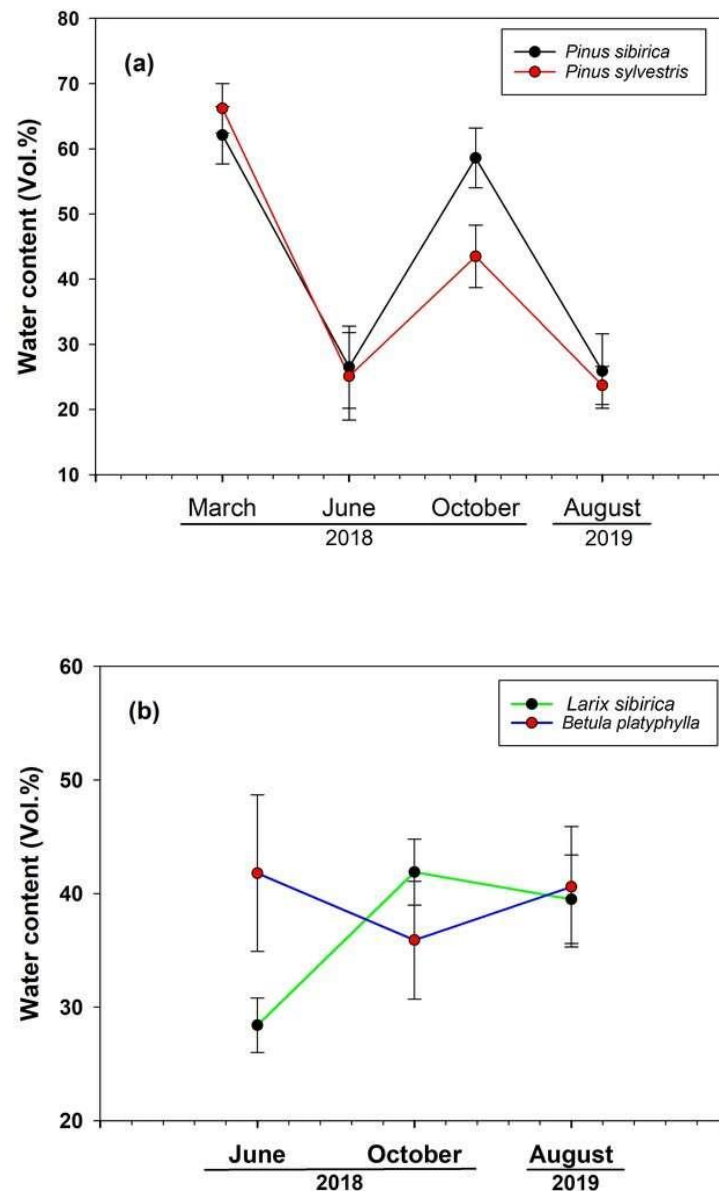 80
(a)
Pinus sibirica
Pinus sylvestris
70
60
50
40
30
20
10
Water content (Vol.%)
March June October August
2018 2019
60
(b)
Larix sibirica
Betula platyphylla
50
40
30
20
Water content (Vol.%)
June October August
2018 2019